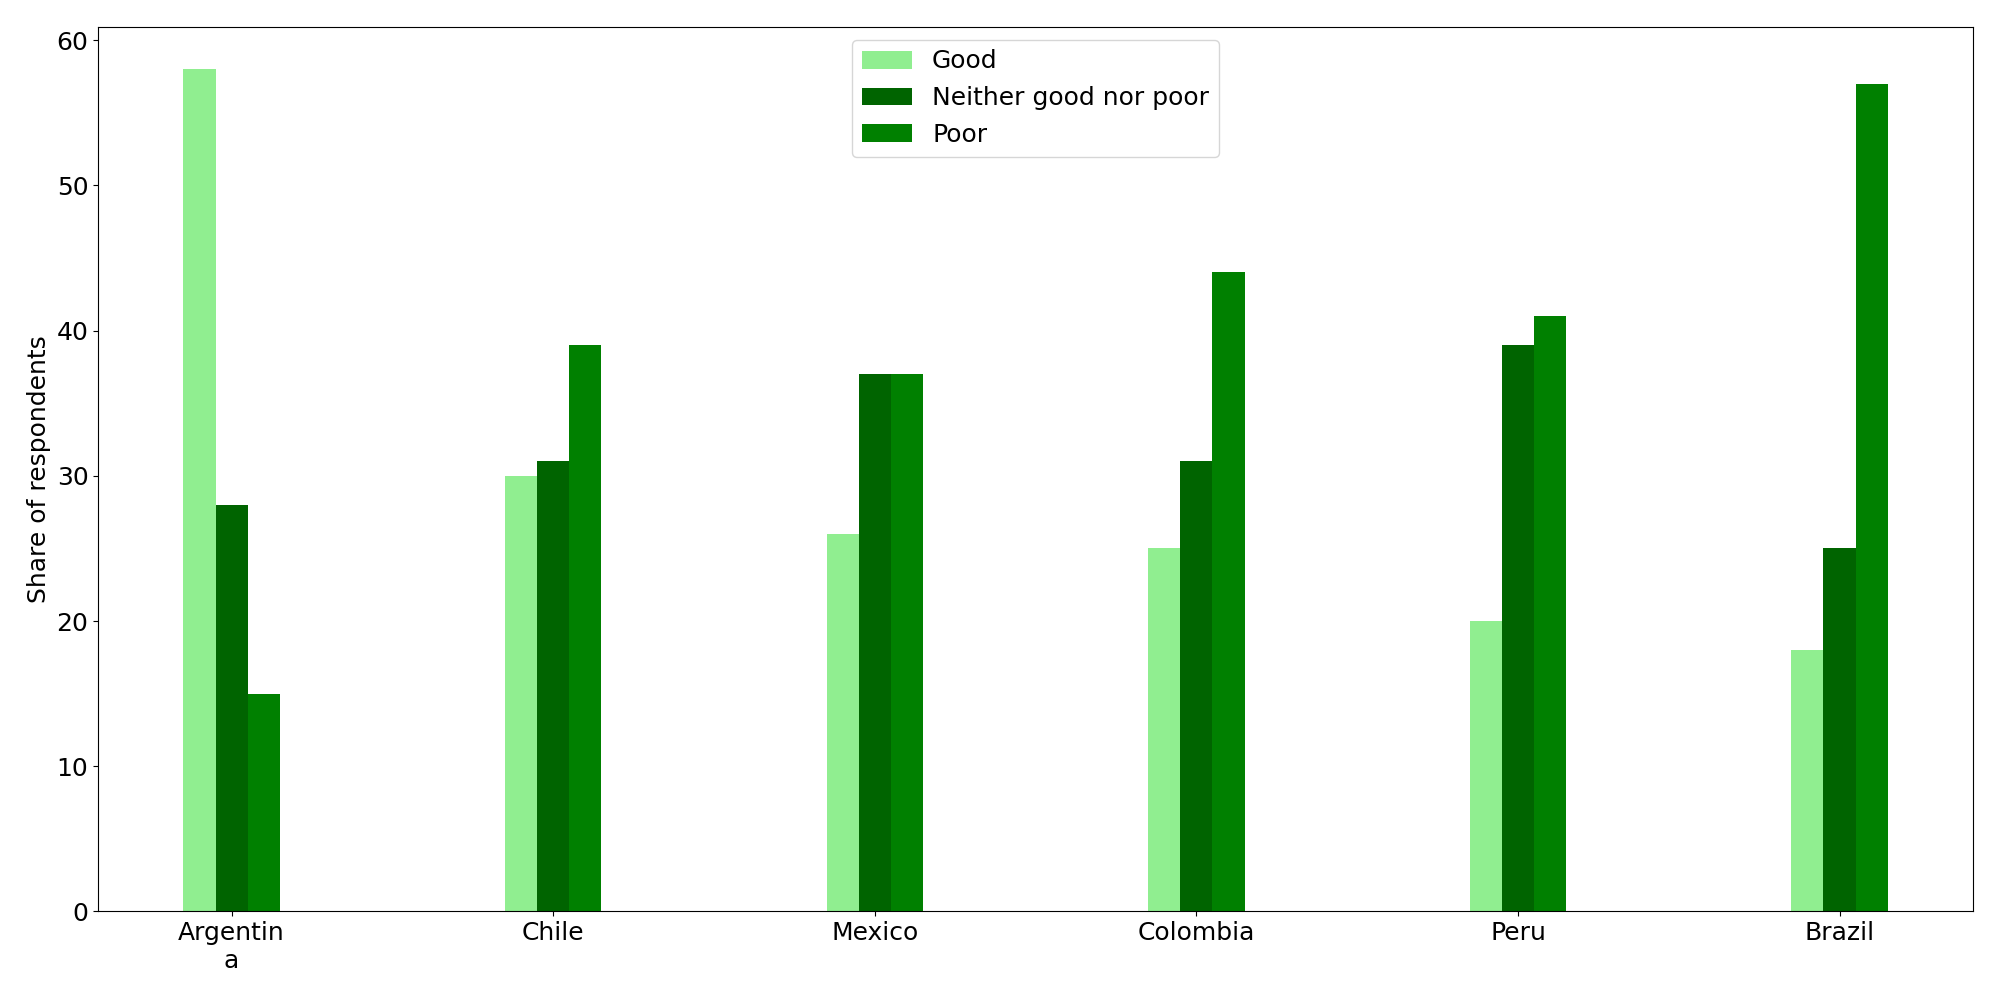 60
50
40
30
20
10
0
Share of respondents
Good
Neither good nor poor
Poor
Argentin
a
Chile
Mexico
Colombia
Peru
Brazil